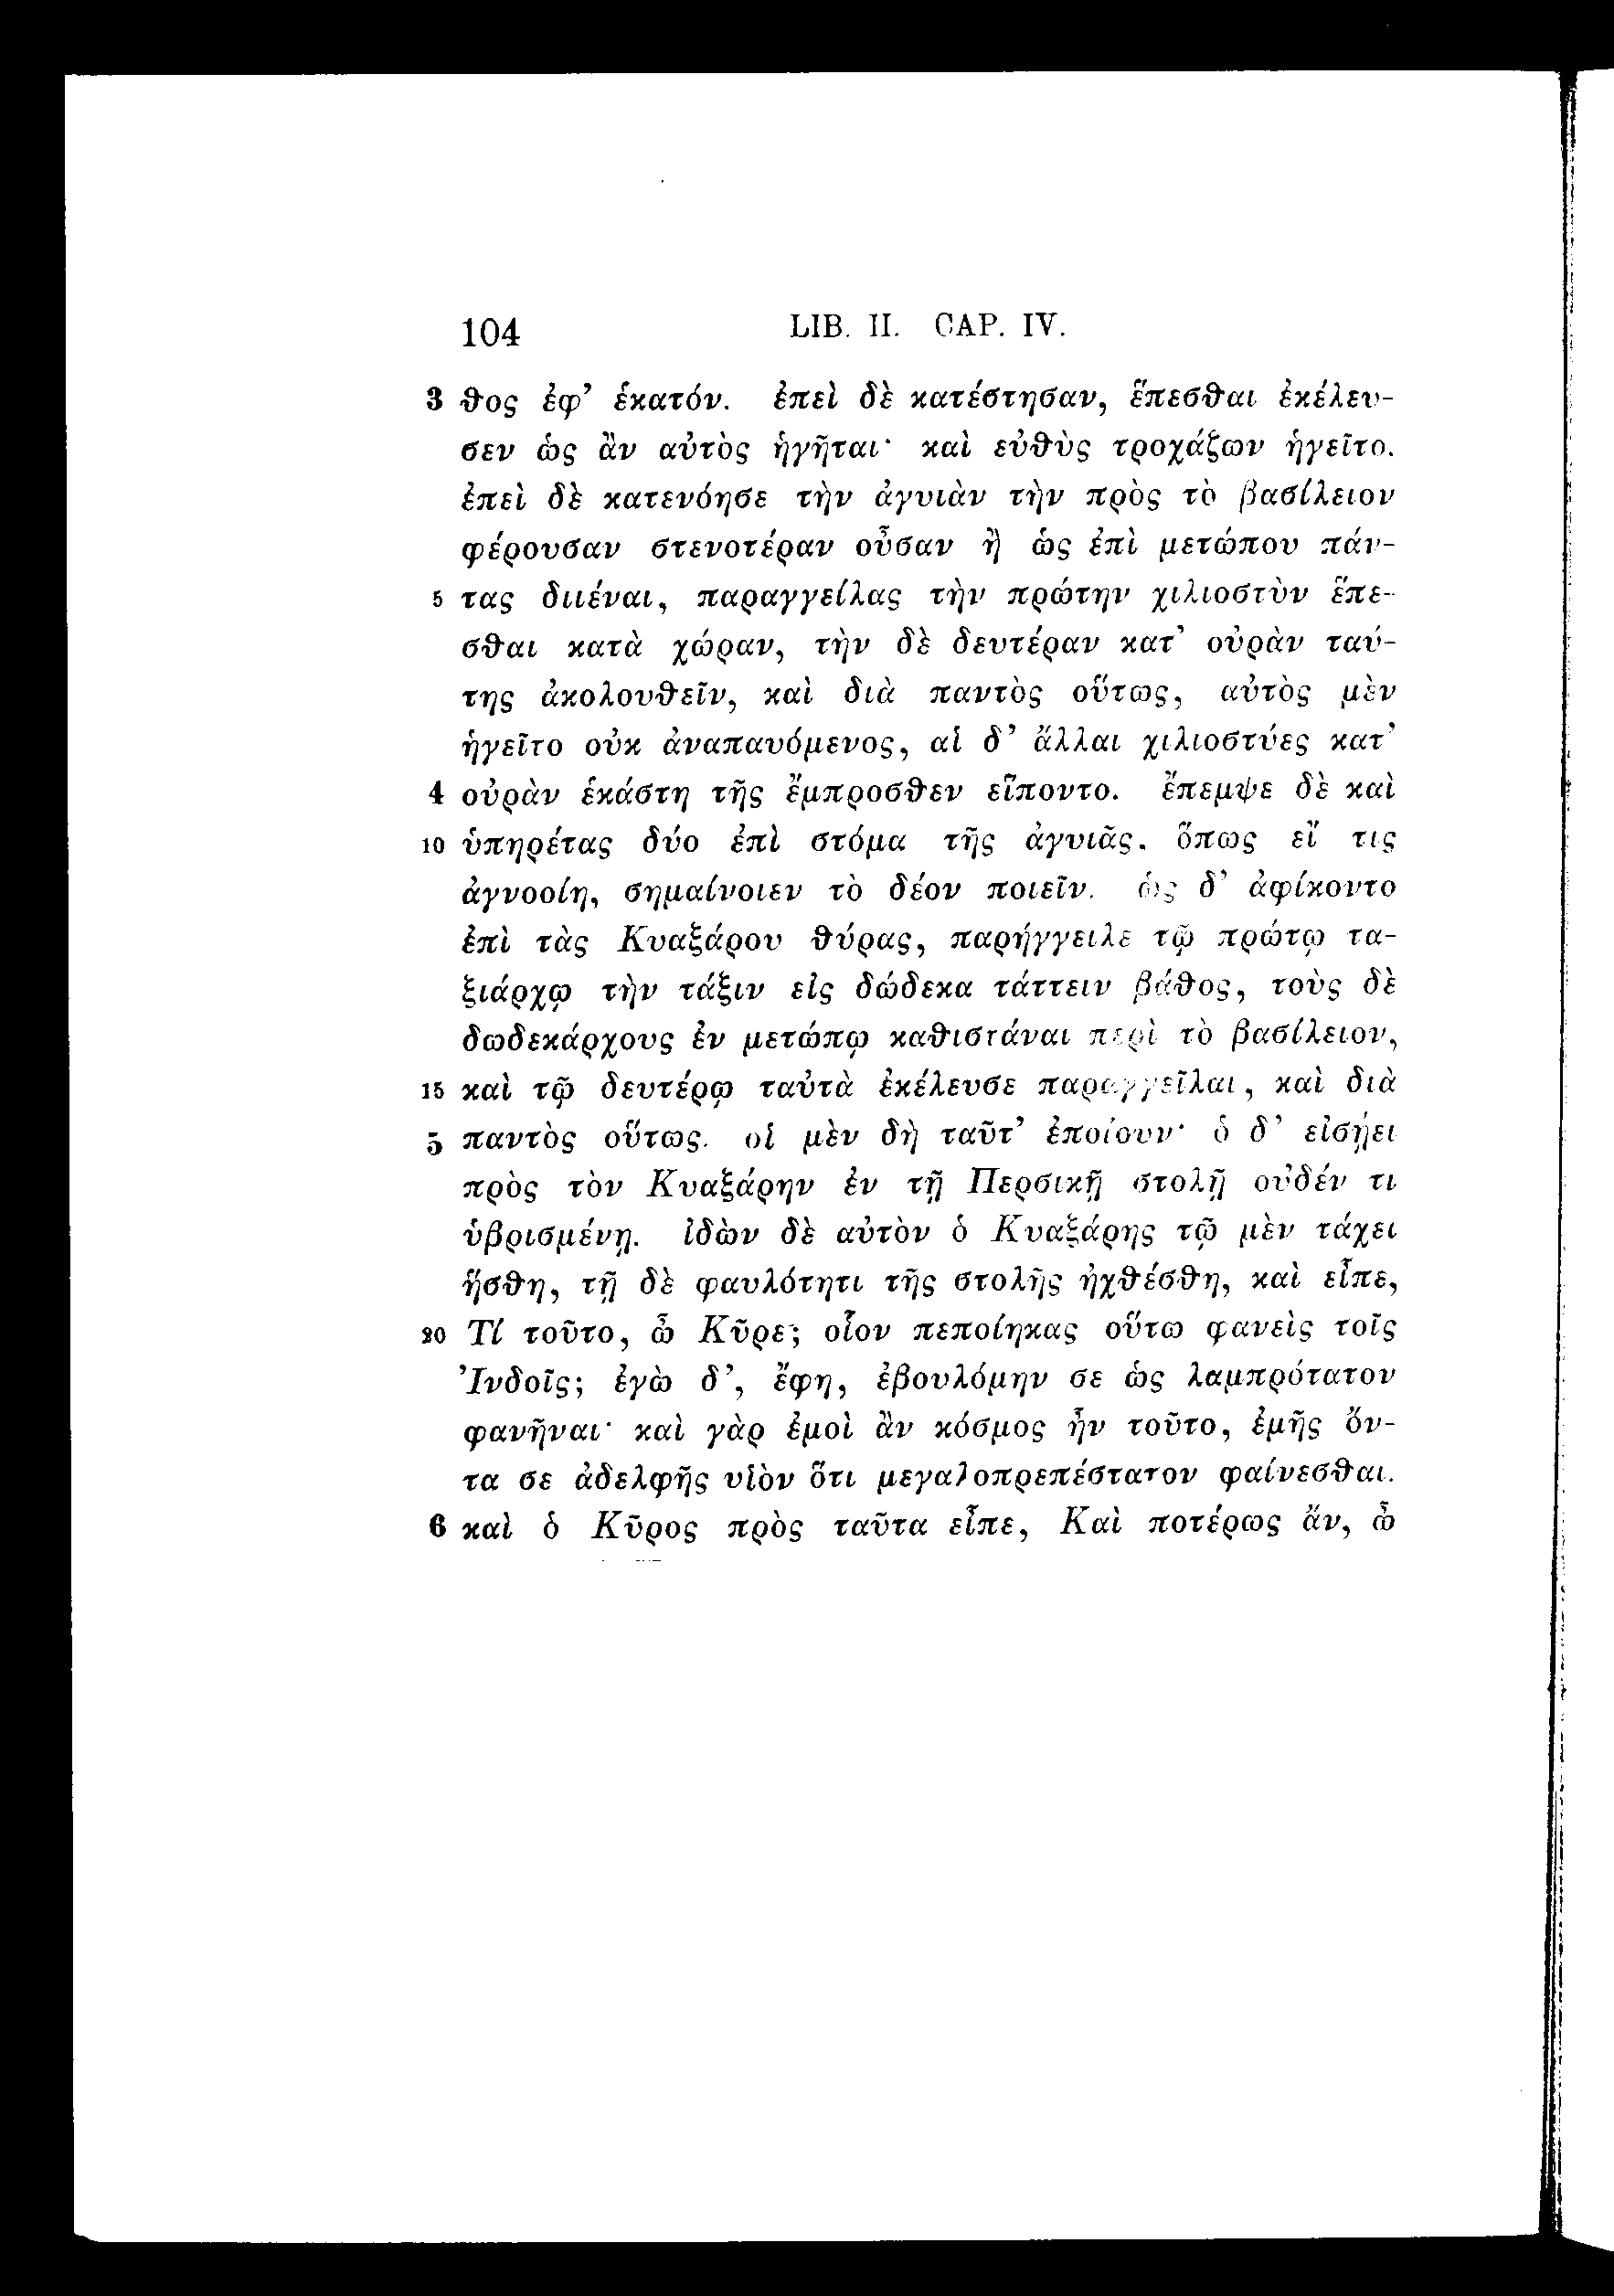 104 LIB. II. CAP. IV.
3 θος ἐφ’ ἑκατόν. ἐπεὶ δὲ κατέστησαν, ἕπεσθαι ἐκέλευ-
σεν ὡς ἂν αὐτὸς ἡγῆται· καὶ εὐθὺς τροχάζων ἡγεῖτο.
ἐπεὶ δὲ κατενόησε τὴν ἀγυιὰν τὴν πρὸς τὸ βασίλειον
φέρουσαν στενοτέραν οὖσαν ἢ ὡς ἐπὶ μετώπου πάν-
5 τας διιέναι, παραγγείλας τὴν πρώτην χιλιοστὺν ἕπε-
σθαι κατὰ χώραν, τὴν δὲ δευτέραν κατ’ οὐρὰν ταύ-
της ἀκολουθεῖν, καὶ διὰ παντὸς οὕτως, αὐτὸς μὲν
ἡγεῖτο οὐκ ἀναπαυόμενος, αἱ δ’ ἄλλαι χιλιοστύες κατ’
4 οὐρὰν ἑκάστη τῆς ἔμπροσθεν εἵποντο. ἔπεμψε δὲ καὶ
10 ὑπηρέτας δύο ἐπὶ στόμα τῆς ἀγυιᾶς, ὅπως εἴ τις
ἀγνοοίη, σημαίνοιεν τὸ δέον ποιεῖν. ὡς δ’ ἀφίκοντο
ἐπὶ τὰς Κυαξάρου θύρας, παρήγγειλε τῷ πρώτῳ τα-
ξιάρχῳ τὴν τάξιν εἰς δώδεκα τάττειν βάθος, τοὺς δὲ
δωδεκάρχους ἐν μετώπῳ καθιστάναι περὶ τὸ βασίλειον,
15 καὶ τῷ δευτέρῳ ταὐτὰ ἐκέλευσε παραγγεῖλαι, καὶ διὰ
5 παντὸς οὕτως. οἱ μὲν δὴ ταῦτ’ ἐποίουν· ὁ δ’ εἰσῄει
πρὸς τὸν Κυαξάρην ἐν τῇ Περσικῇ στολῇ οὐδέν τι
ὑβρισμένῃ. ἰδὼν δὲ αὐτὸν ὁ Κυαξάρης τῷ μὲν τάχει
ἥσθη, τῇ δὲ φαυλότητι τῆς στολῆς ἠχθέσθη, καὶ εἶπε,
20 Τί τοῦτο, ὦ Κῦρε; οἷον πεποίηκας οὕτω φανεὶς τοῖς
Ἰνδοῖς; ἐγὼ δ’, ἔφη, ἐβουλόμην σε ὡς λαμπρότατον
φανῆναι· καὶ γὰρ ἐμοὶ ἂν κόσμος ἦν τοῦτο, ἐμῆς ὄν-
τα σε ἀδελφῆς υἱὸν ὅτι μεγαλοπρεπέστατον φαίνεσθαι.
6 καὶ ὁ Κῦρος πρὸς ταῦτα εἶπε, Καὶ ποτέρως ἄν, ὦ